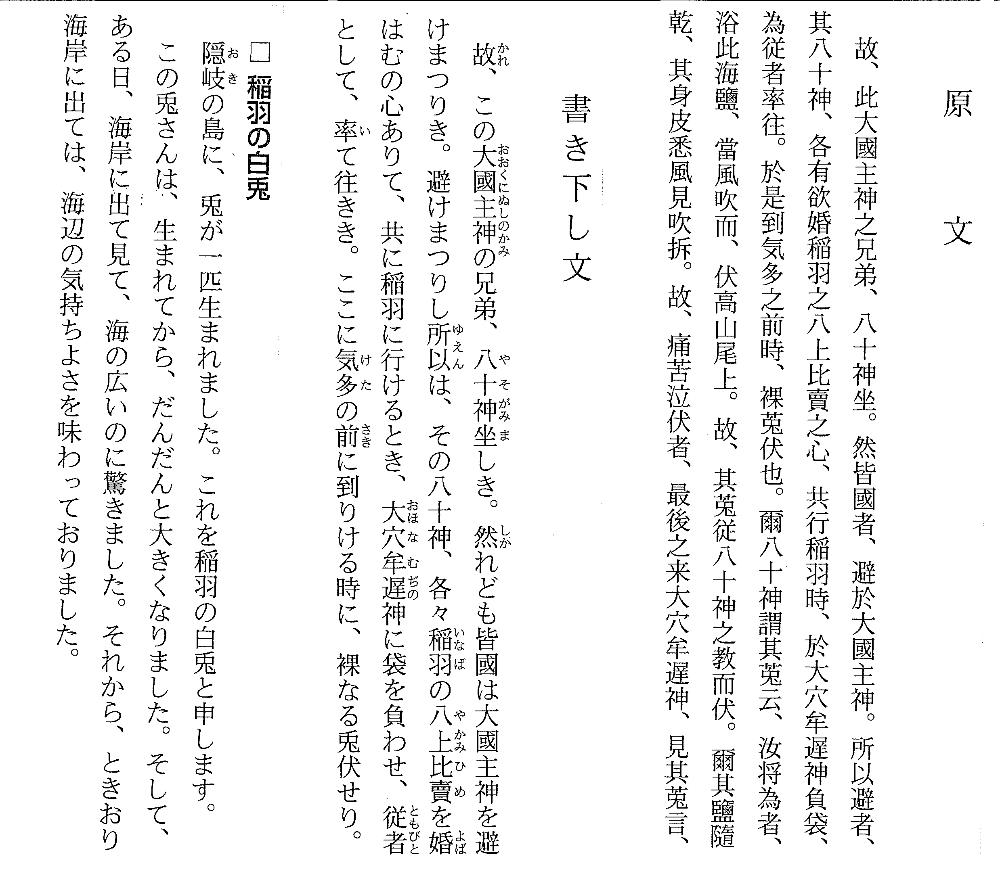 原文
故、此大國主神之兄弟、八十神坐。然皆國者、避於大國主神。所以避者、
其八十神、各有欲婚稲羽之八上比賣之心、共行稲羽時、於大穴牟遅神負袋、
為従者率往。於是到気多之前時、裸菟伏也。爾八十神謂其菟云、汝将為者、
浴此海鹽、當風吹而、伏高山尾上。故、其菟従八十神之教而伏。爾其鹽隨
乾、其身皮悉風見吹拆。故、痛苦泣伏者、最後之来大穴牟遅神、見其菟言、
書き下し文
故、この大國主神の兄弟、八十神坐しき。然れども皆國は大國主神を避
けまつりき。避けまつりし所以は、その八十神、各々稲羽の八上比賣を婚
はむの心ありて、共に稲羽に行けるとき、大穴牟遅神に袋を負わせ、従者
として、率て往きき。ここに気多の前に到りける時に、裸なる兎伏せり。
□ 稲羽の白兎
隠岐の島に、兎が一匹生まれました。これを稲羽の白兎と申します。
この兎さんは、生まれてから、だんだんと大きくなりました。そして、
ある日、海岸に出て見て、海の広いのに驚きました。それから、ときおり
海岸に出ては、海辺の気持ちよさを味わっておりました。